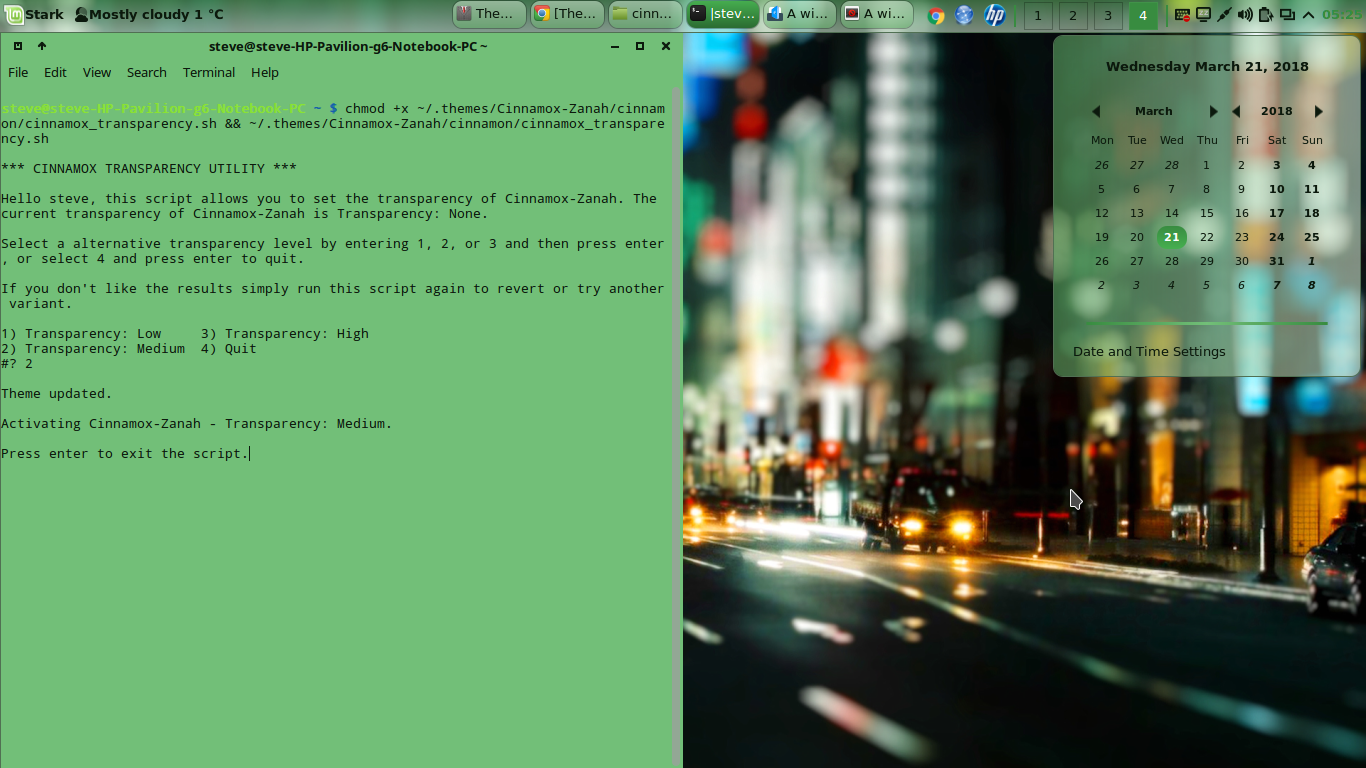 Stark
Mostly cloudy 1 °C
The...
[The...
cinn...
|stev...
A wi...
A wi...
hp
1 2 3 4
05:25
steve@steve-HP-Pavilion-g6-Notebook-PC ~
File Edit View Search Terminal Help
steve@steve-HP-Pavilion-g6-Notebook-PC ~ $ chmod +x ~/.themes/Cinnamox-Zanah/cinnam
on/cinnamox_transparency.sh && ~/.themes/Cinnamox-Zanah/cinnamon/cinnamox_transpare
ncy.sh
*** CINNAMOX TRANSPARENCY UTILITY ***
Hello steve, this script allows you to set the transparency of Cinnamox-Zanah. The
current transparency of Cinnamox-Zanah is Transparency: None.
Select a alternative transparency level by entering 1, 2, or 3 and then press enter
, or select 4 and press enter to quit.
If you don't like the results simply run this script again to revert or try another
 variant.
1) Transparency: Low     3) Transparency: High
2) Transparency: Medium  4) Quit
#? 2
Theme updated.
Activating Cinnamox-Zanah - Transparency: Medium.
Press enter to exit the script.
Wednesday March 21, 2018
March 2018
Mon Tue Wed Thu Fri Sat Sun
26 27 28 1 2 3 4
5 6 7 8 9 10 11
12 13 14 15 16 17 18
19 20 21 22 23 24 25
26 27 28 29 30 31 1
2 3 4 5 6 7 8
Date and Time Settings